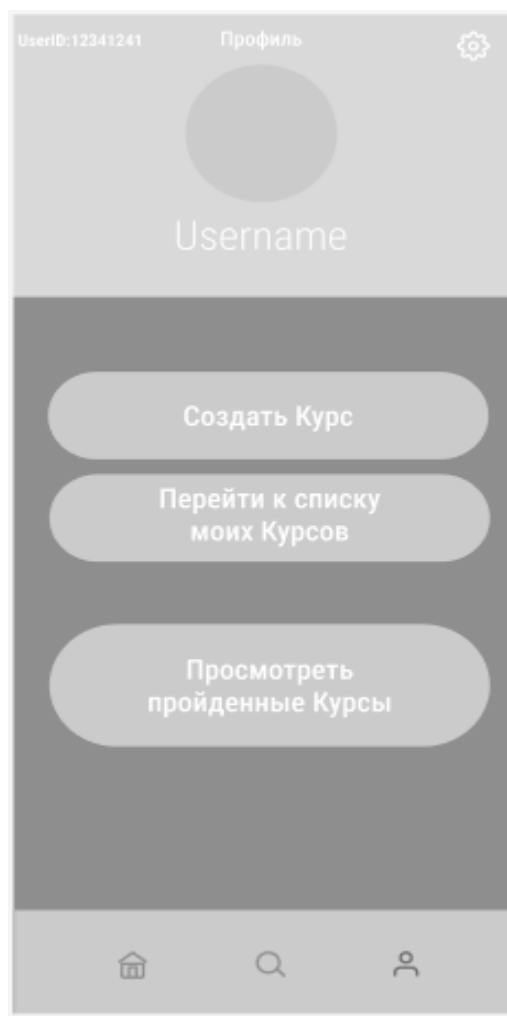 UserID:12341241
Профиль
Username
Создать Курс
Перейти к списку
моих Курсов
Просмотреть
пройденные Курсы